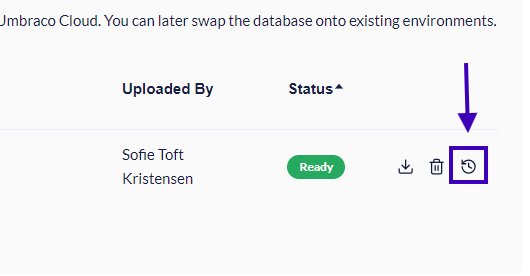 Umbraco Cloud. You can later swap the database onto existing environments.
Uploaded By Status
Sofie Toft
Kristensen
Ready